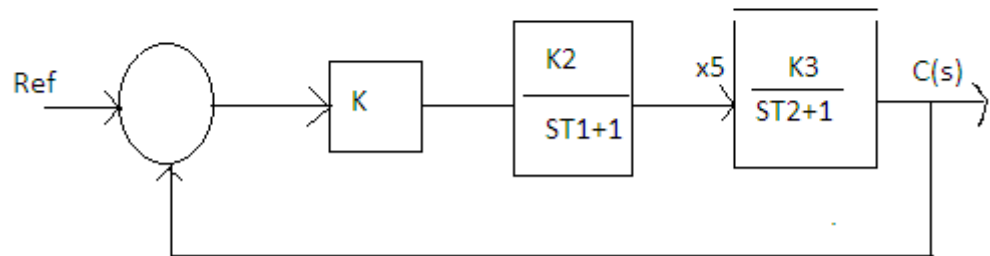 Ref
K
K2
ST1+1
x5
K3
ST2+1
C(s)